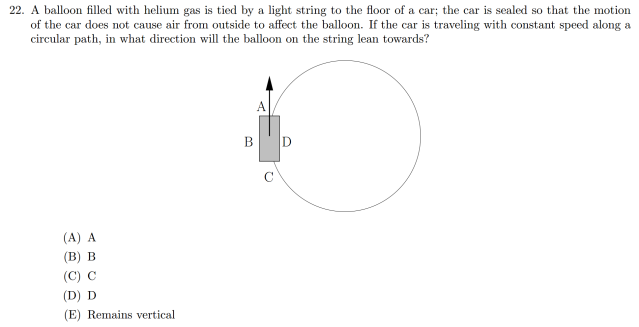 22. A balloon filled with helium gas is tied by a light string to the floor of a car; the car is sealed so that the motion
of the car does not cause air from outside to affect the balloon. If the car is traveling with constant speed along a
circular path, in what direction will the balloon on the string lean towards?
A
B
D
C
(A) A
(B) B
(C) C
(D) D
(E) Remains vertical